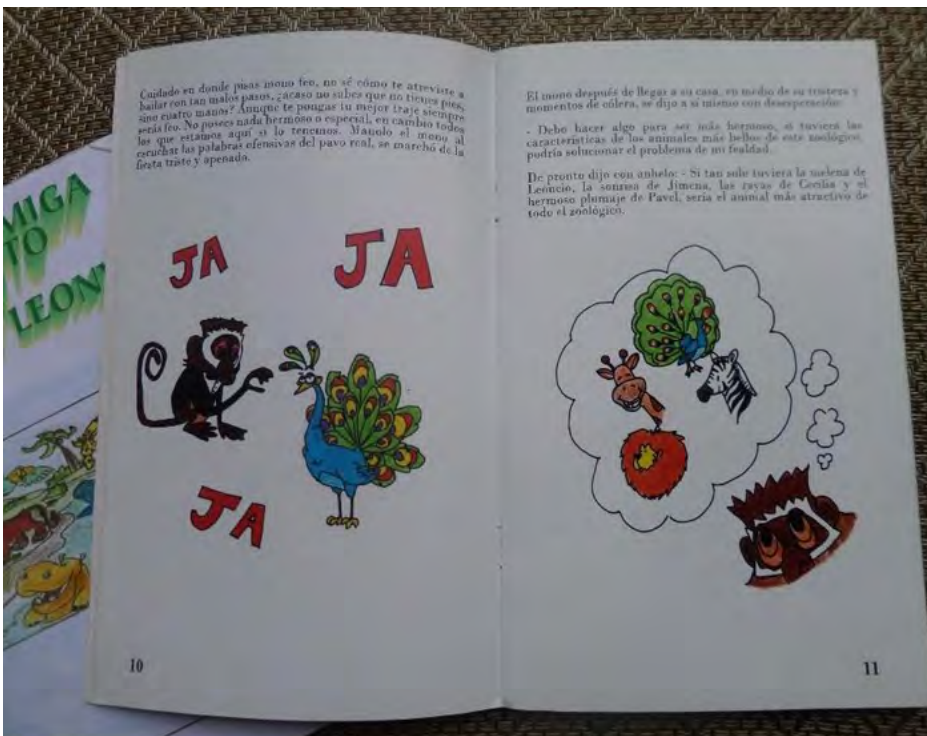 MIGA
TO
LEON
Cuidado en donde pisas mono feo, no sé cómo te atreviste a
bailar con tan malos pasos, ¿acaso no sabes que no tienes pies,
sino cuatro manos? Aunque te pongas tu mejor traje siempre
serás feo. No posees nada hermoso o especial, en cambio todos
los que estamos aquí si lo tenemos. Manolo el mono al
escuchar las palabras ofensivas del pavo real, se marchó de la
fiesta triste y apenado.
JA
JA
JA
10
El mono después de llegar a su casa, en medio de su tristeza y
momentos de cólera, se dijo a sí mismo con desesperación:
- Debo hacer algo para ser más hermoso, si tuviera las
características de los animales más bellos de este zoológico,
podría solucionar el problema de mi fealdad.
De pronto dijo con anhelo: - Si tan solo tuviera la melena de
Leoncio, la sonrisa de Jimena, las rayas de Cecilia y el
hermoso plumaje de Pavel, sería el animal más atractivo de
todo el zoológico.
11